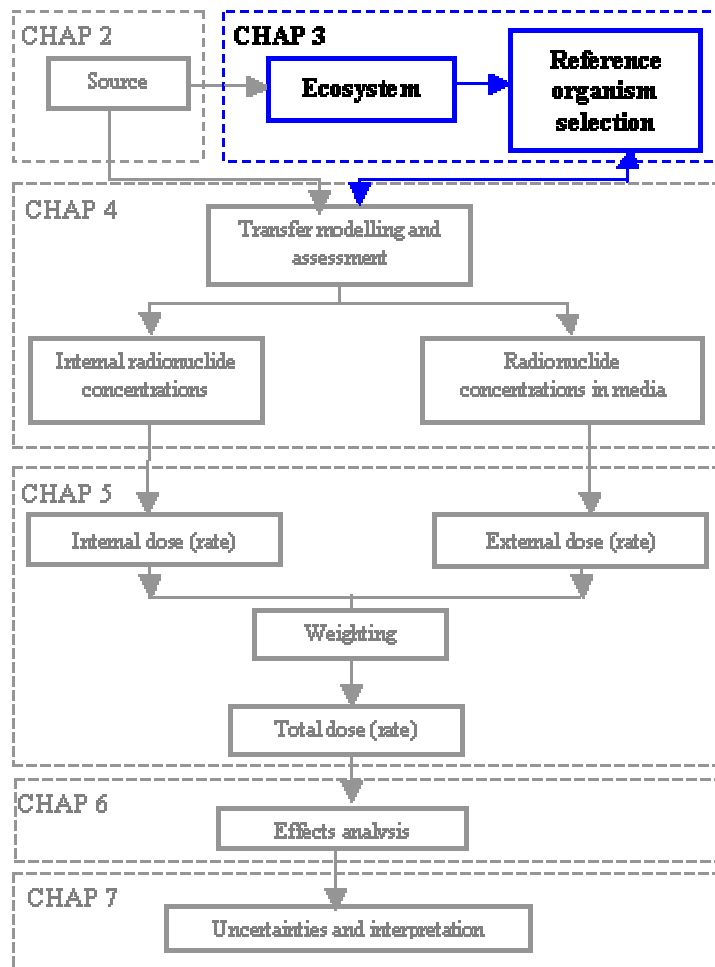 CHAP 2
Source
CHAP 3
Ecosystem
Reference
organism
selection
CHAP 4
Transfer modelling and
assessment
Internal radionuclide
concentrations
Radionuclide
concentrations in media
CHAP 5
Internal dose (rate)
External dose (rate)
Weighting
Total dose (rate)
CHAP 6
Effects analysis
CHAP 7
Uncertainties and interpretation